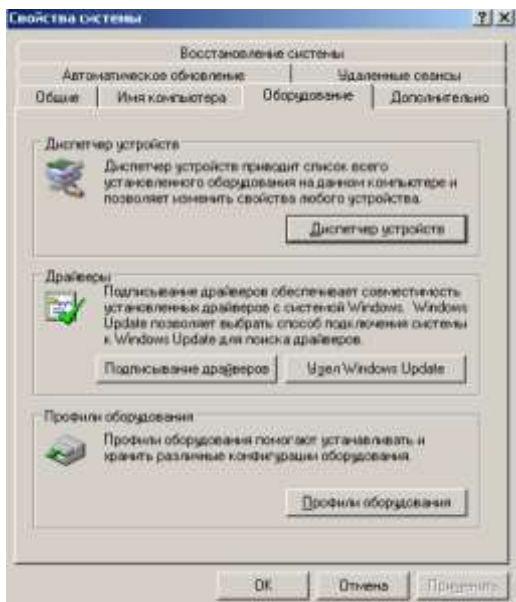 Свойства системы
Восстановление системы
Автоматическое обновление
Удаленные сеансы
Общие
Имя компьютера
Оборудование
Дополнительно
Диспетчер устройств
Диспетчер устройств приводит список всего
установленного оборудования на данном компьютере и
позволяет изменить свойства любого устройства.
Диспетчер устройств
Драйверы
Подписывание драйверов обеспечивает совместимость
установленных драйверов с системой Windows. Windows
Update позволяет выбрать способ подключения системы
к Windows Update для поиска драйверов.
Подписывание драйверов
Узел Windows Update
Профили оборудования
Профили оборудования помогают устанавливать и
хранить различные конфигурации оборудования.
Профили оборудования
OK
Отмена
Применить